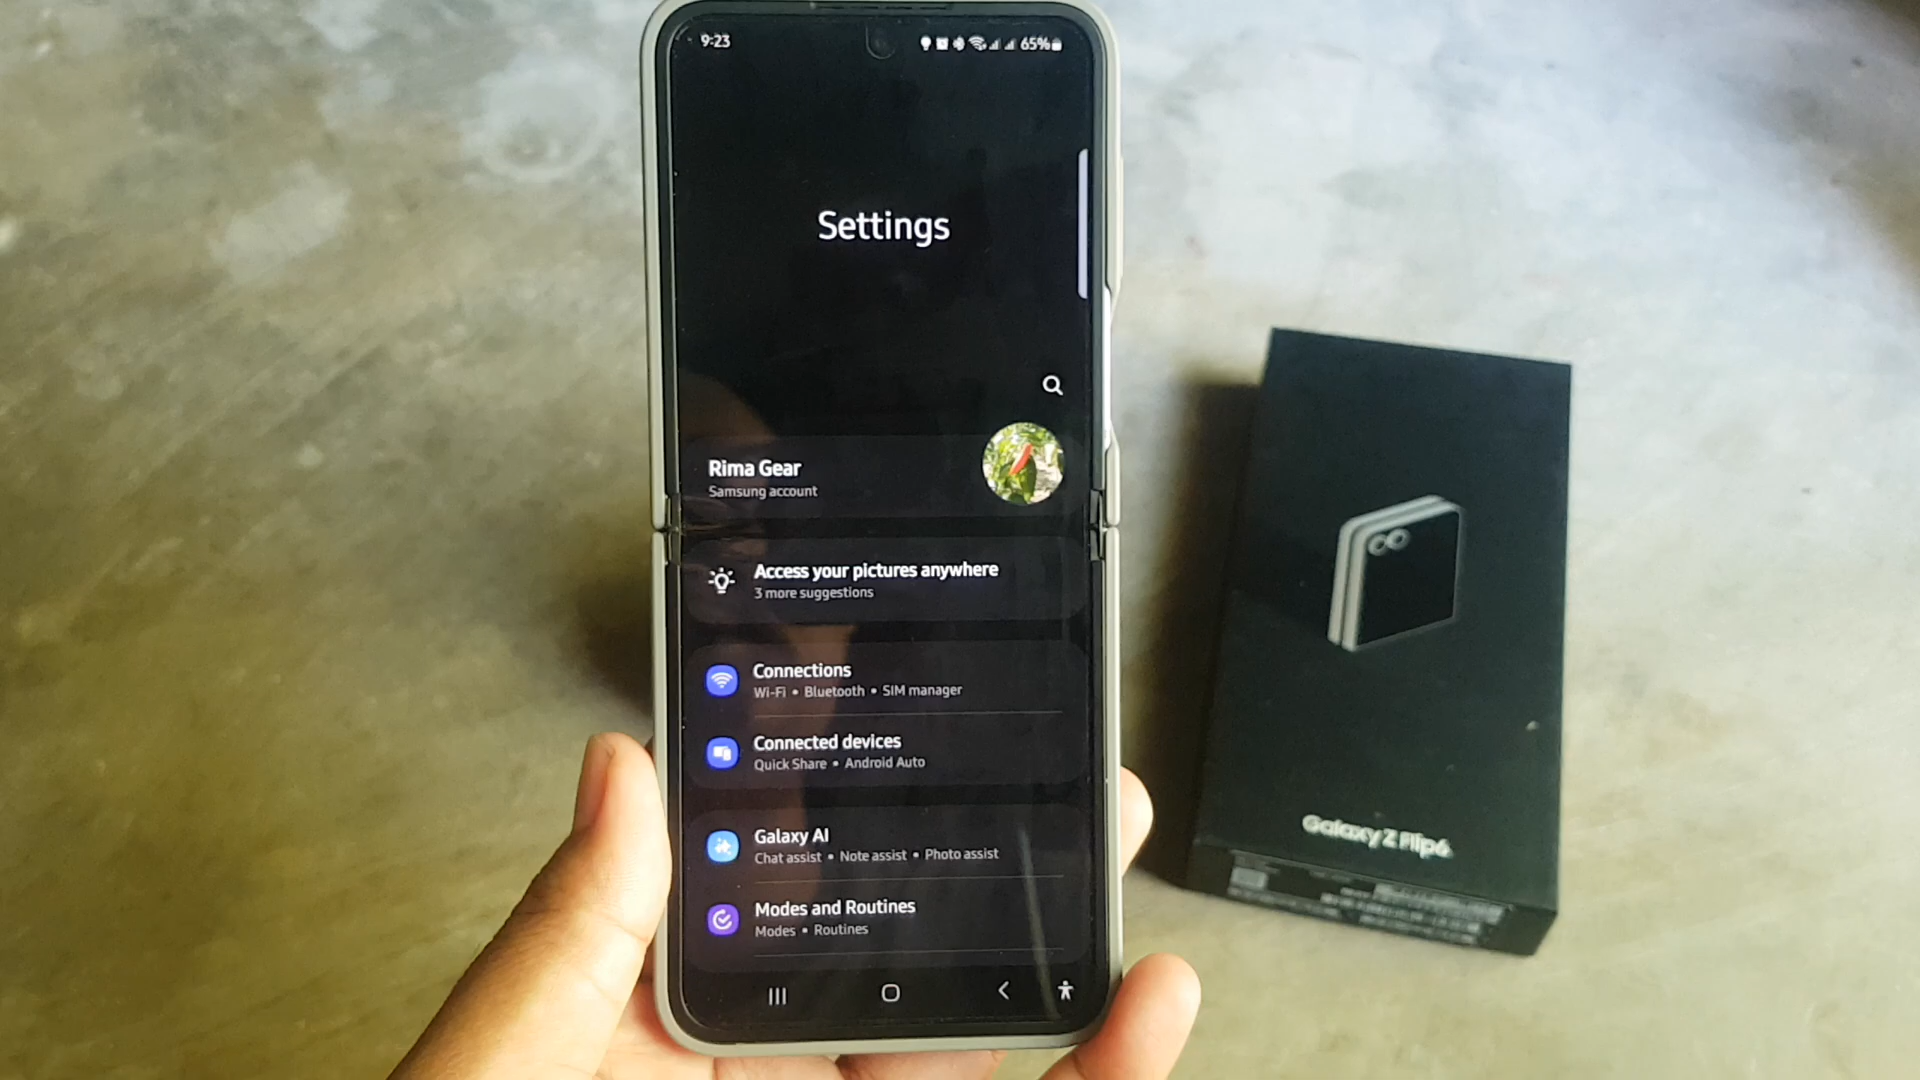 9:23
65%
Settings
Rima Gear
Samsung account
Access your pictures anywhere
3 more suggestions
Connections
Wi-Fi • Bluetooth • SIM manager
Connected devices
Quick Share • Android Auto
Galaxy AI
Chat assist • Note assist • Photo assist
Modes and Routines
Modes • Routines
Galaxy Z Flip6